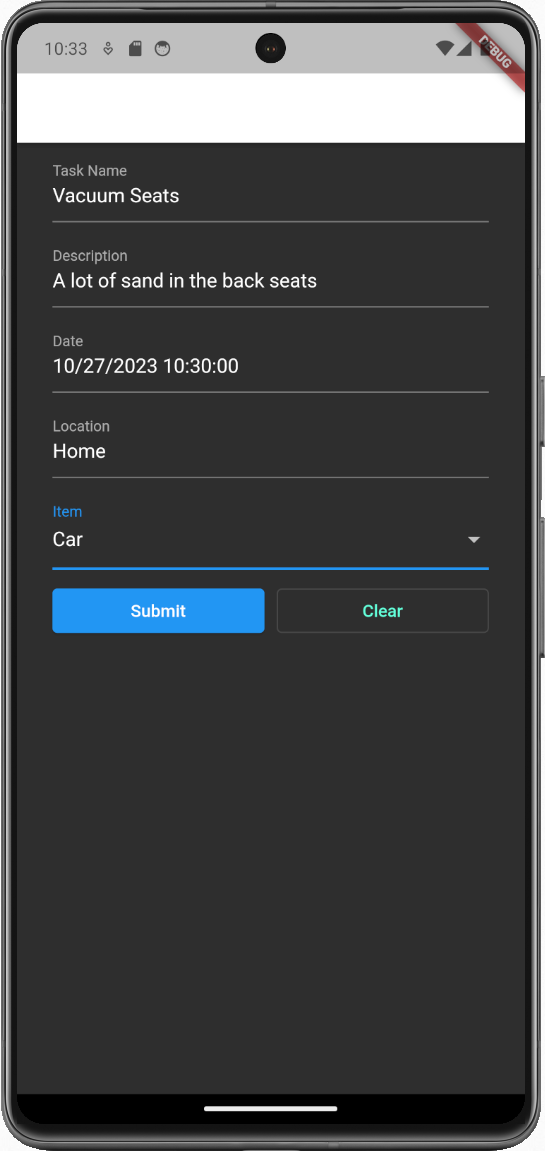 10:33
DEBUG
Task Name
Vacuum Seats
Description
A lot of sand in the back seats
Date
10/27/2023 10:30:00
Location
Home
Item
Car
Submit Clear